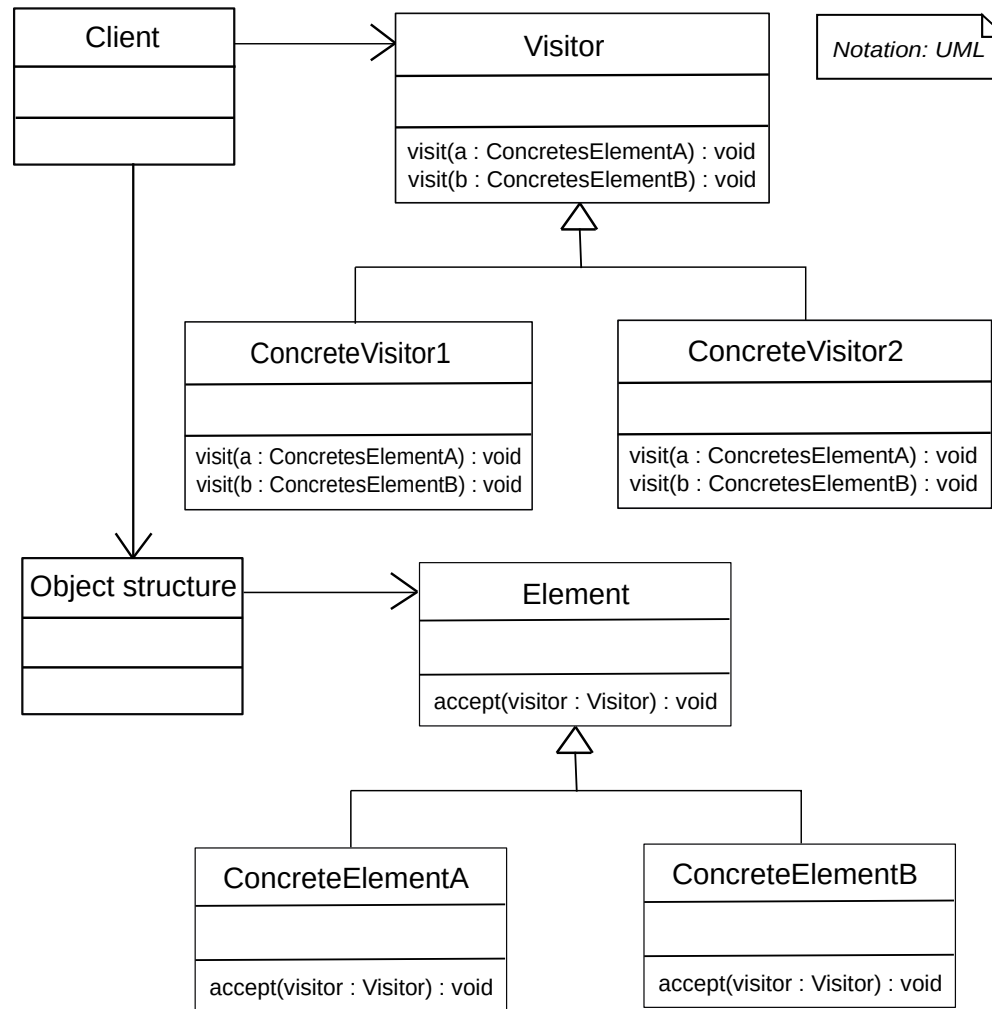 Client
Visitor
Notation: UML
visit(a : ConcretesElementA) : void
visit(b : ConcretesElementB) : void
ConcreteVisitor1
ConcreteVisitor2
visit(a : ConcretesElementA) : void
visit(b : ConcretesElementB) : void
visit(a : ConcretesElementA) : void
visit(b : ConcretesElementB) : void
Object structure
Element
accept(visitor : Visitor) : void
ConcreteElementA
ConcreteElementB
accept(visitor : Visitor) : void
accept(visitor : Visitor) : void